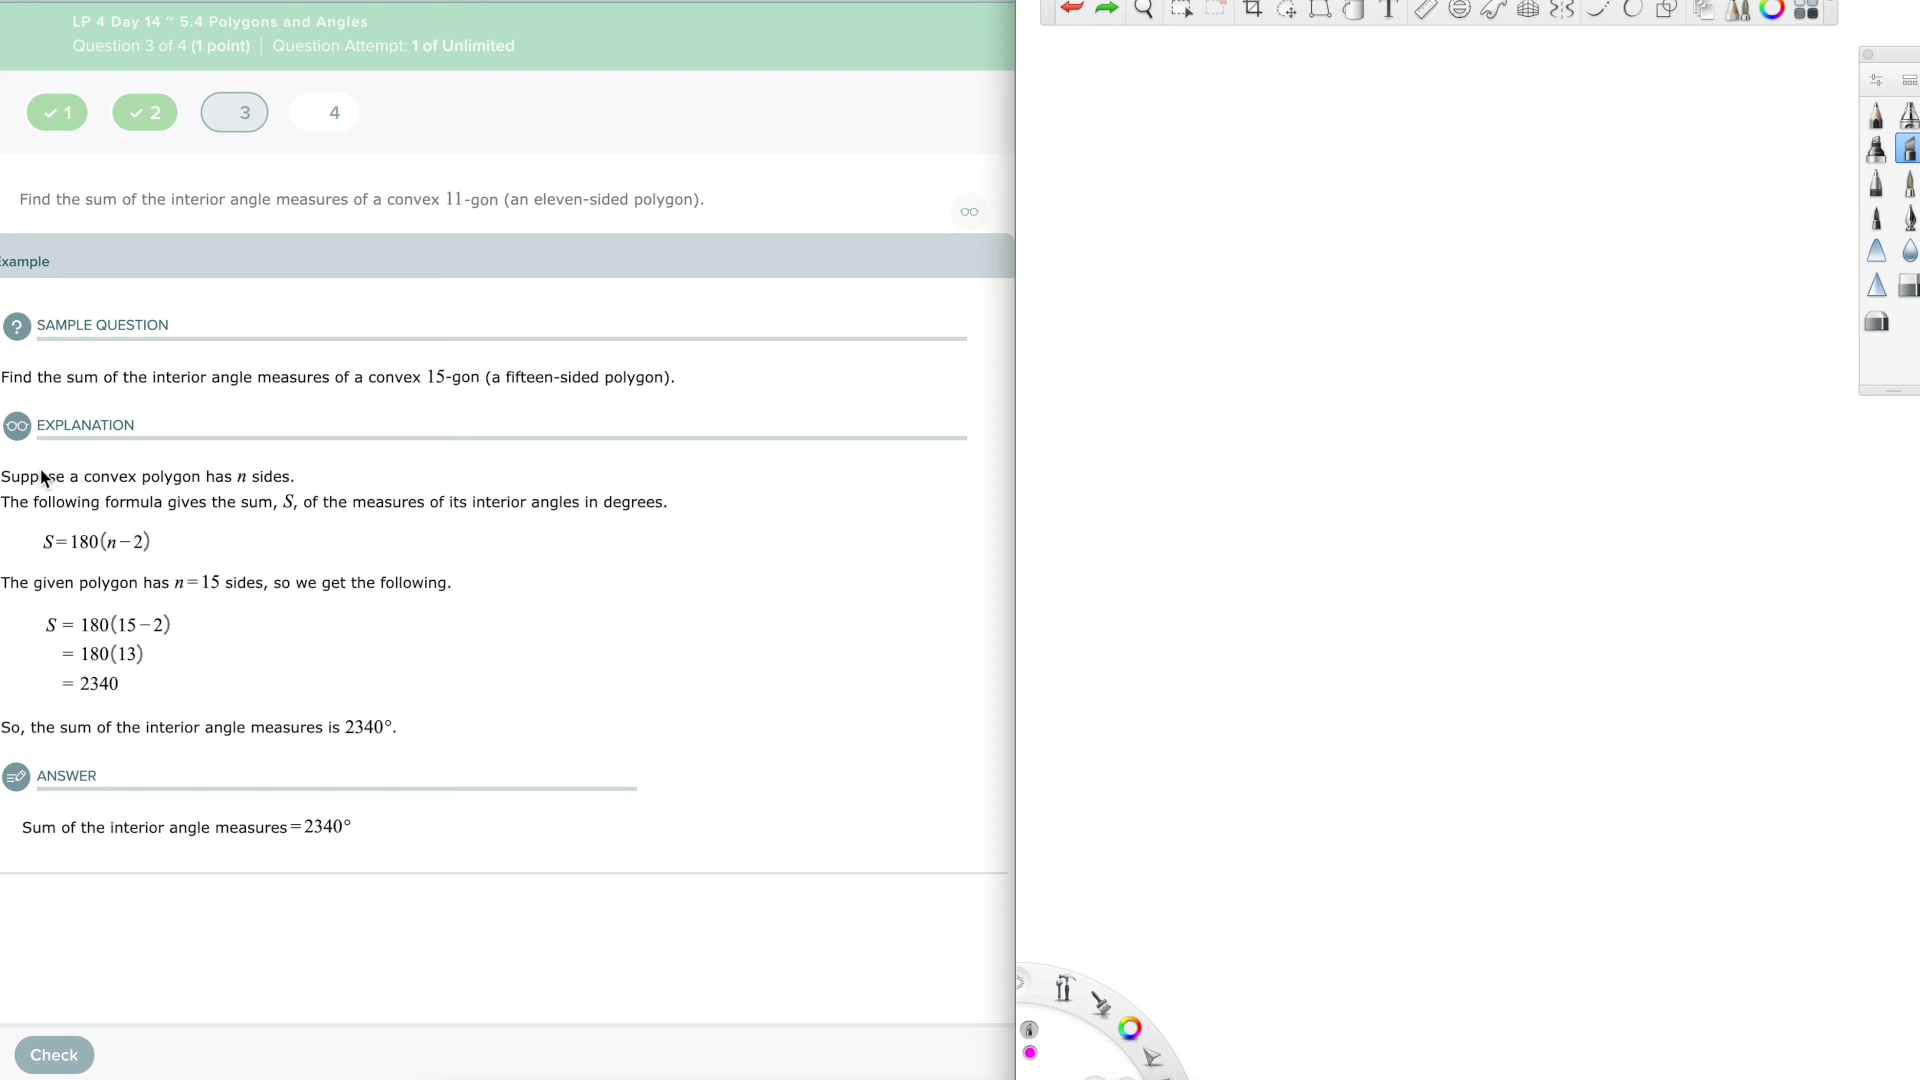 LP 4 Day 14 ~ 5.4 Polygons and Angles
Question 3 of 4 (1 point) | Question Attempt: 1 of Unlimited
✓ 1 ✓ 2 3 4
Find the sum of the interior angle measures of a convex 11-gon (an eleven-sided polygon).
xample
? SAMPLE QUESTION
Find the sum of the interior angle measures of a convex 15-gon (a fifteen-sided polygon).
EXPLANATION
Suppose a convex polygon has n sides.
The following formula gives the sum, S, of the measures of its interior angles in degrees.
S=180(n−2)
The given polygon has n=15 sides, so we get the following.
S = 180(15−2)
= 180(13)
= 2340
So, the sum of the interior angle measures is 2340°.
ANSWER
Sum of the interior angle measures=2340°
Check